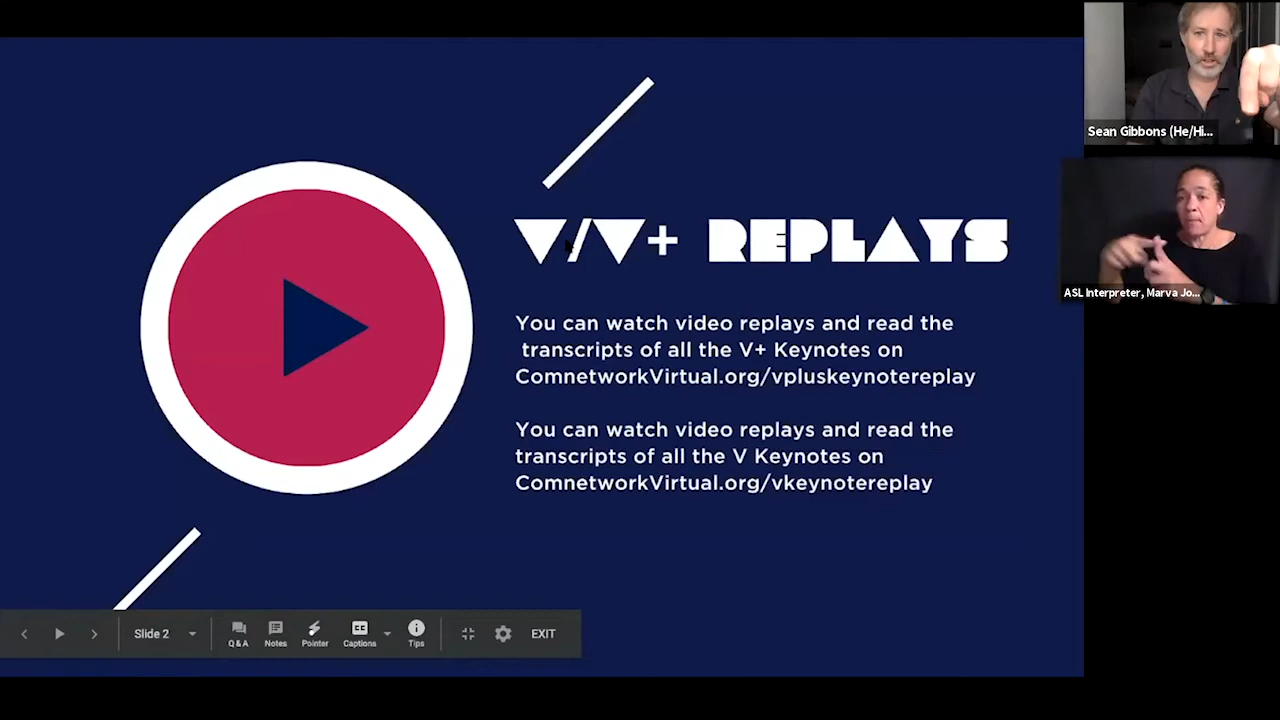 Sean Gibbons (He/Hi...
V/V+ REPLAYS
ASL Interpreter, Marva Jo...
You can watch video replays and read the
transcripts of all the V+ Keynotes on
ComnetworkVirtual.org/vpluskeynotereplay
You can watch video replays and read the
transcripts of all the V Keynotes on
ComnetworkVirtual.org/vkeynotereplay
Slide 2
Q & A
Notes
Pointer
Captions
Tips
EXIT